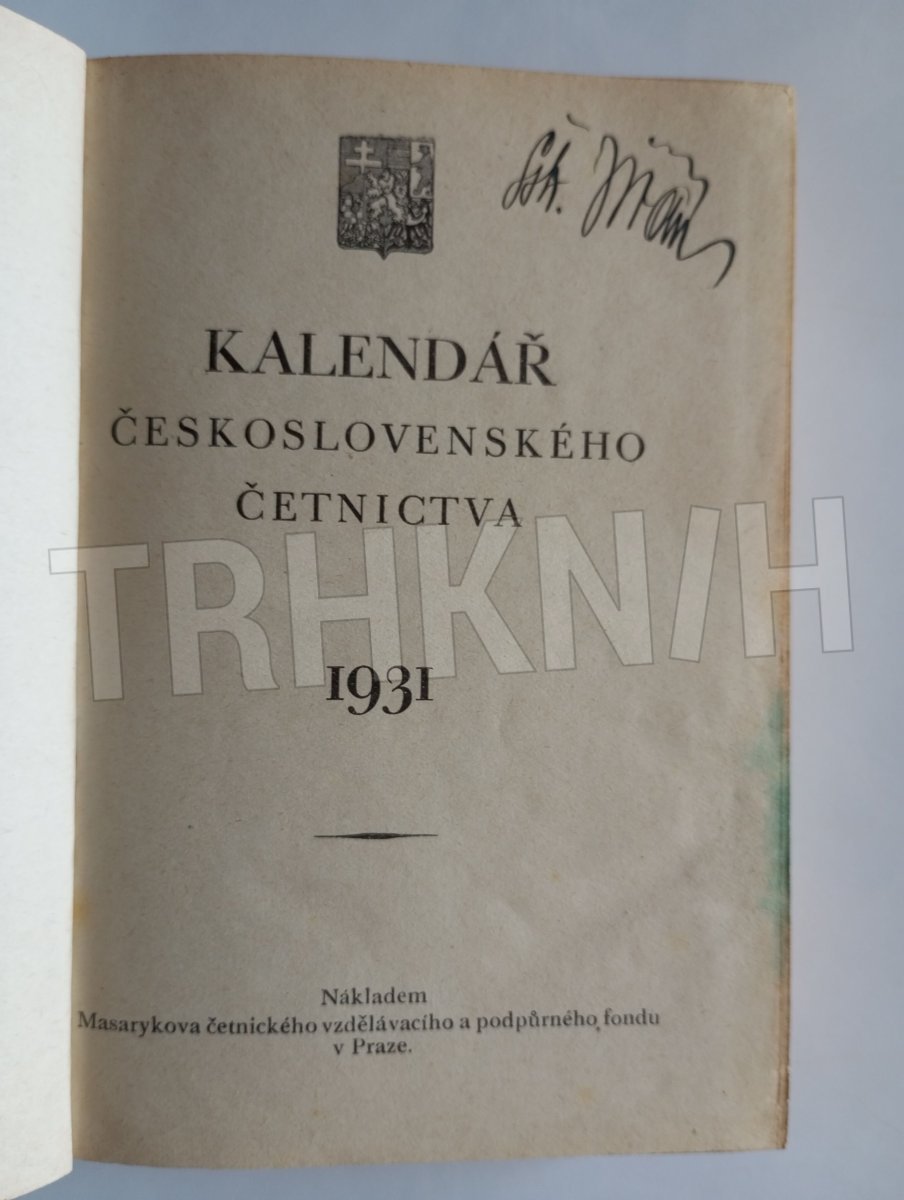 KALENDÁŘ
ČESKOSLOVENSKÉHO
ČETNICTVA
TRHKNIH
1931
Nákladem
Masarykova četnického vzdělávacího a podpůrného fondu
v Praze.